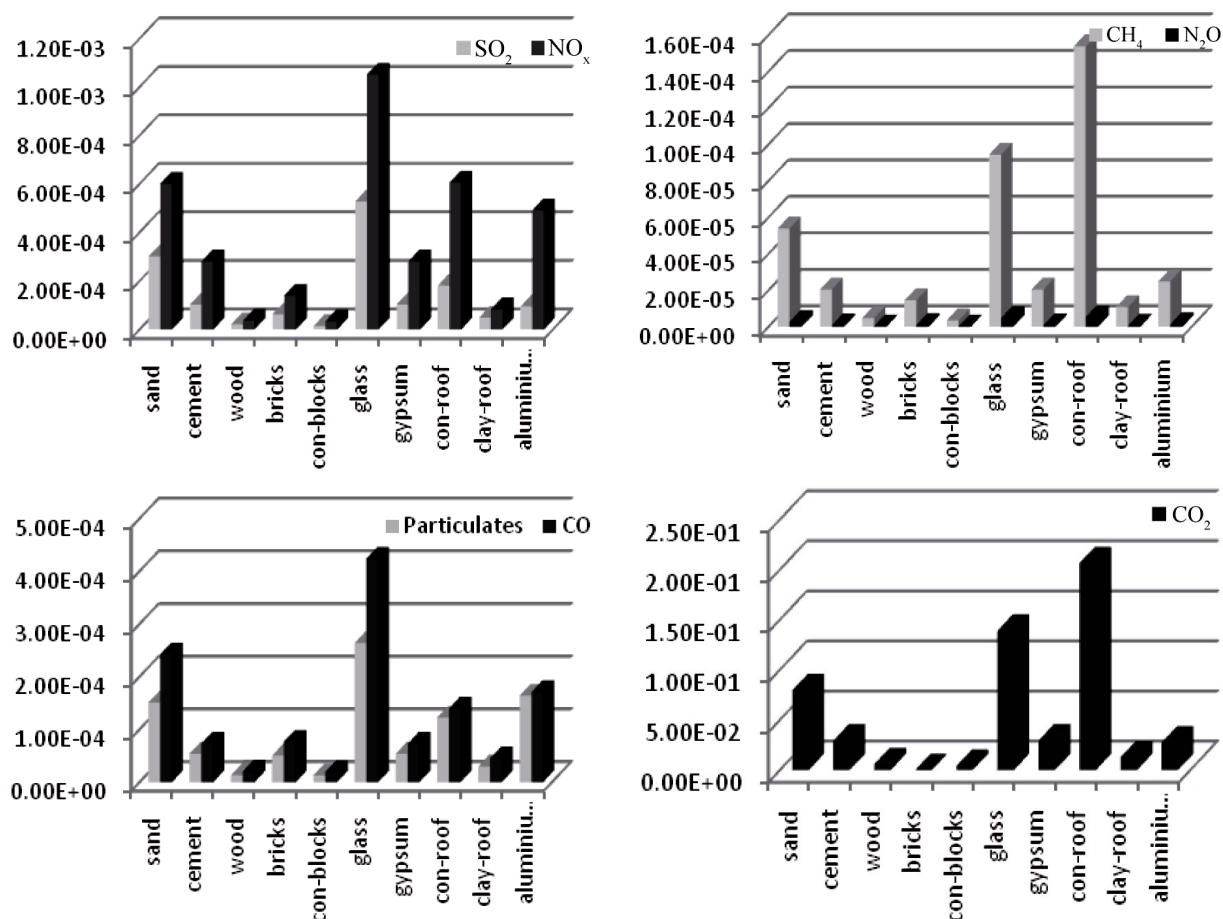 1.20E-03
1.00E-03
8.00E-04
6.00E-04
4.00E-04
2.00E-04
0.00E+00
SO₂ NOₓ
sand
cement
wood
bricks
con-blocks
glass
gypsum
con-roof
clay-roof
aluminiu...
1.60E-04
1.40E-04
1.20E-04
1.00E-04
8.00E-05
6.00E-05
4.00E-05
2.00E-05
0.00E+00
CH₄ N₂O
sand
cement
wood
bricks
con-blocks
glass
gypsum
con-roof
clay-roof
aluminium
5.00E-04
4.00E-04
3.00E-04
2.00E-04
1.00E-04
0.00E+00
Particulates CO
sand
cement
wood
bricks
con-blocks
glass
gypsum
con-roof
clay-roof
aluminiu...
2.50E-01
2.00E-01
1.50E-01
1.00E-01
5.00E-02
0.00E+00
CO₂
sand
cement
wood
bricks
con-blocks
glass
gypsum
con-roof
clay-roof
aluminiu...